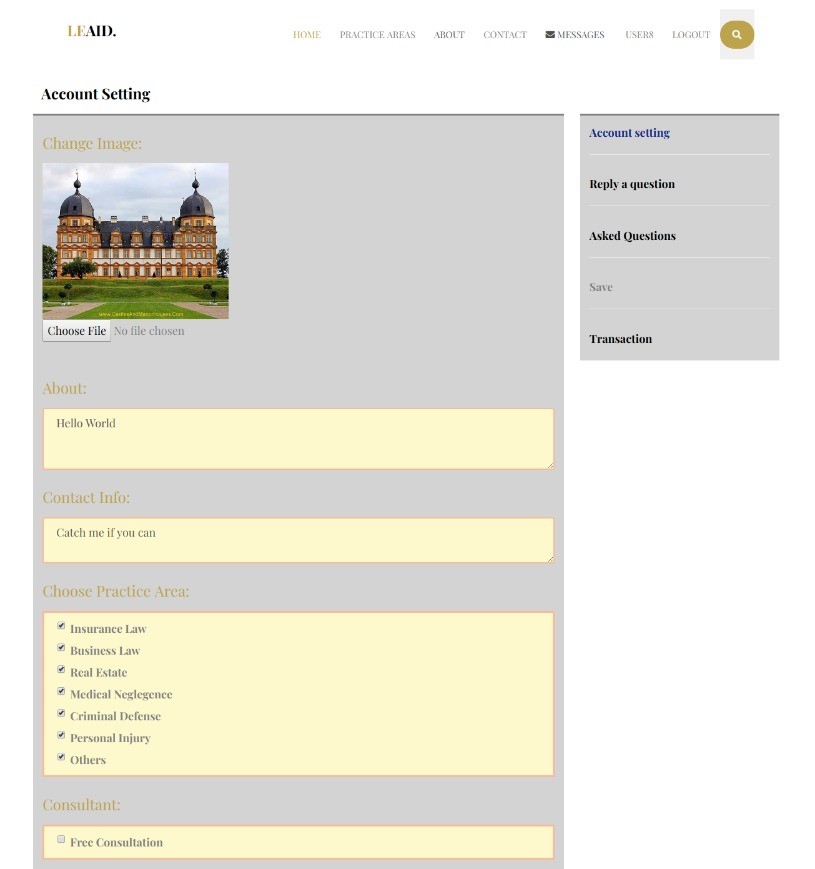 LEAID.
HOME PRACTICE AREAS ABOUT CONTACT MESSAGES USER8 LOGOUT
Account Setting
Change Image:
www.CastlesAndManorHouses.com
Choose File No file chosen
About:
Hello World
Contact Info:
Catch me if you can
Choose Practice Area:
Insurance Law
Business Law
Real Estate
Medical Neglegence
Criminal Defense
Personal Injury
Others
Consultant:
Free Consultation
Account setting
Reply a question
Asked Questions
Save
Transaction